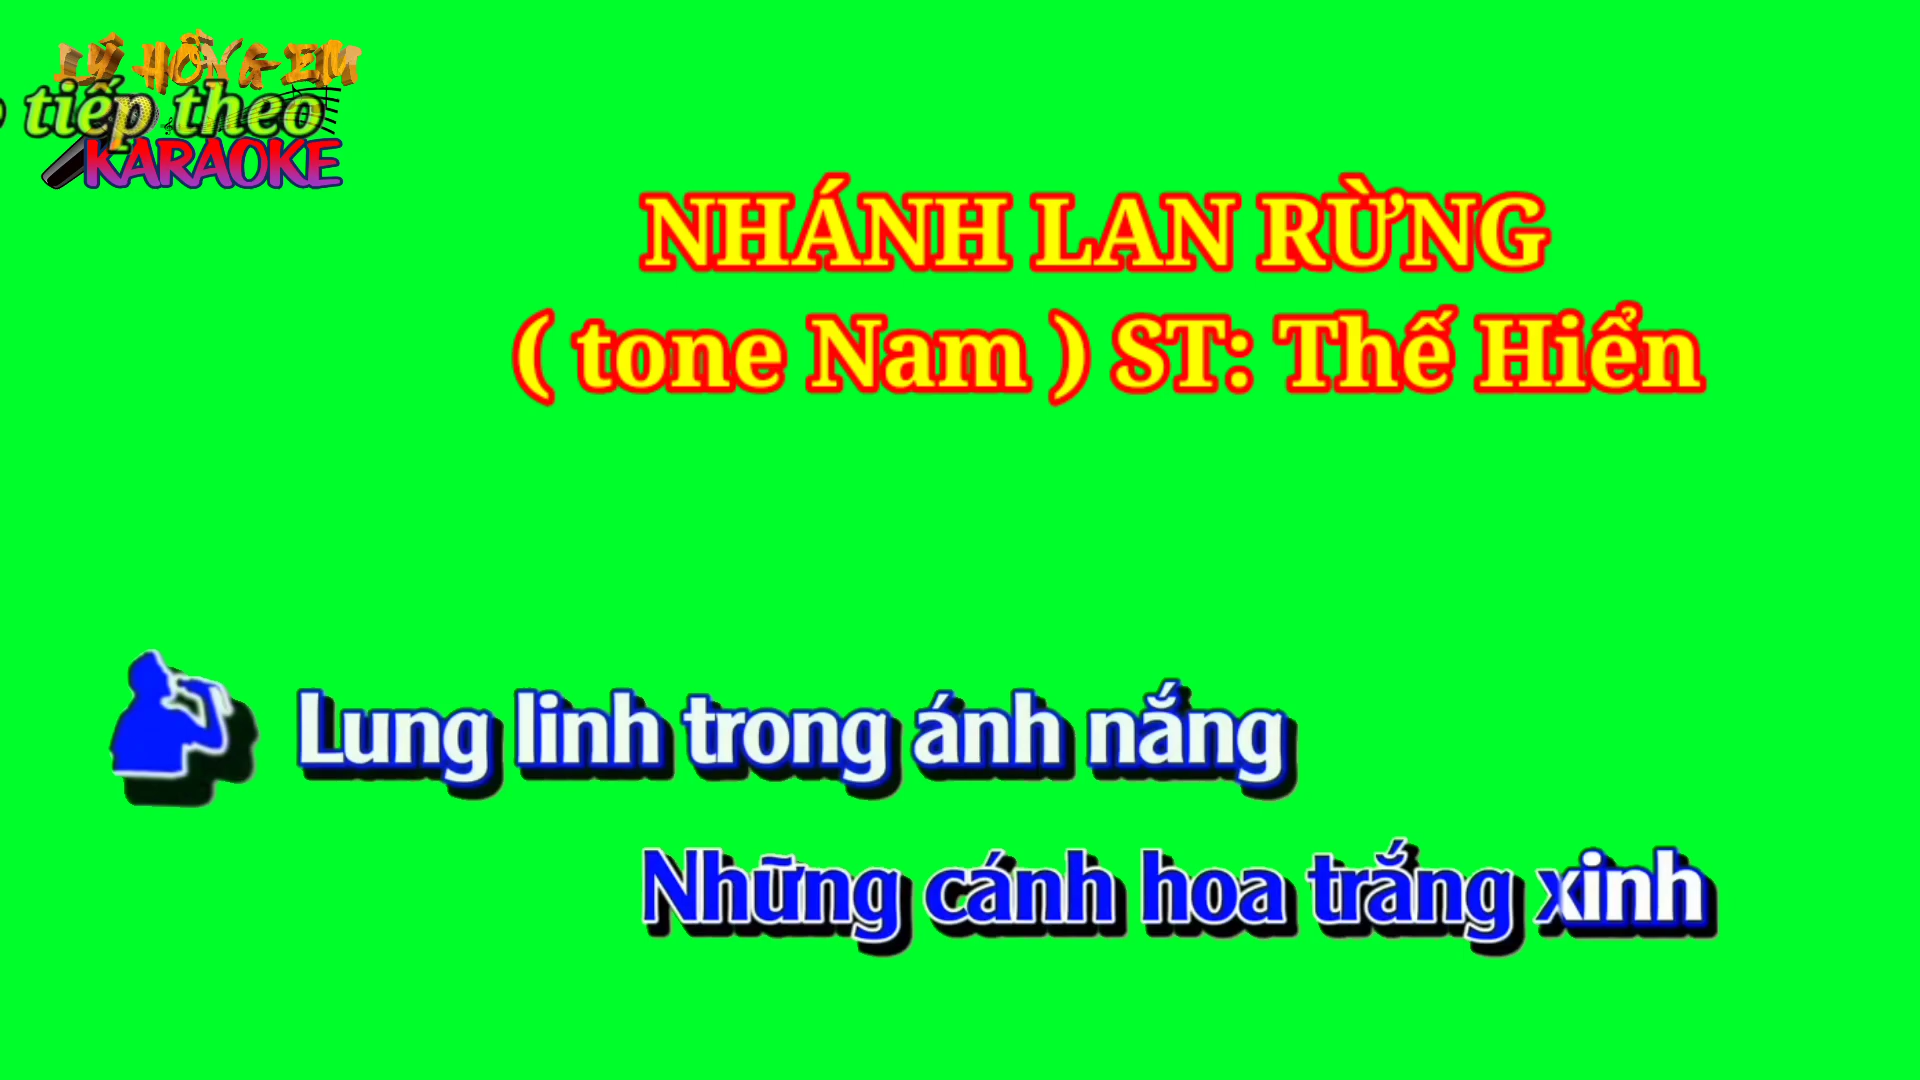 LÝ HỒNG EM
tiếp theo
KARAOKE
NHÁNH LAN RỪNG
( tone Nam ) ST: Thế Hiển
Lung linh trong ánh nắng
Những cánh hoa trắng xinh